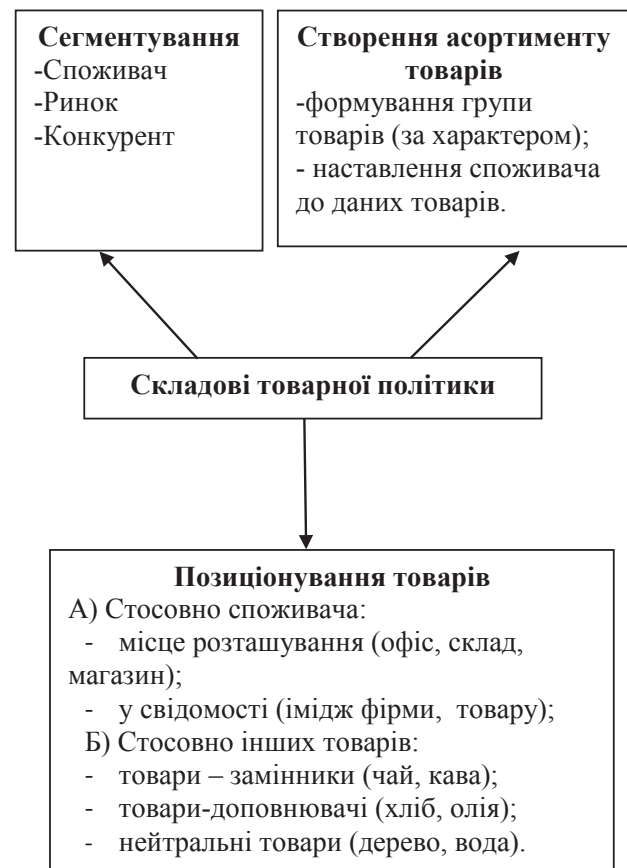 Сегментування
-Споживач
-Ринок
-Конкурент
Створення асортименту
товарів
-формування групи
товарів (за характером);
- наставлення споживача
до даних товарів.
Складові товарної політики
Позиціонування товарів
А) Стосовно споживача:
- місце розташування (офіс, склад,
магазин);
- у свідомості (імідж фірми, товару);
Б) Стосовно інших товарів:
- товари – замінники (чай, кава);
- товари-доповнювачі (хліб, олія);
- нейтральні товари (дерево, вода).